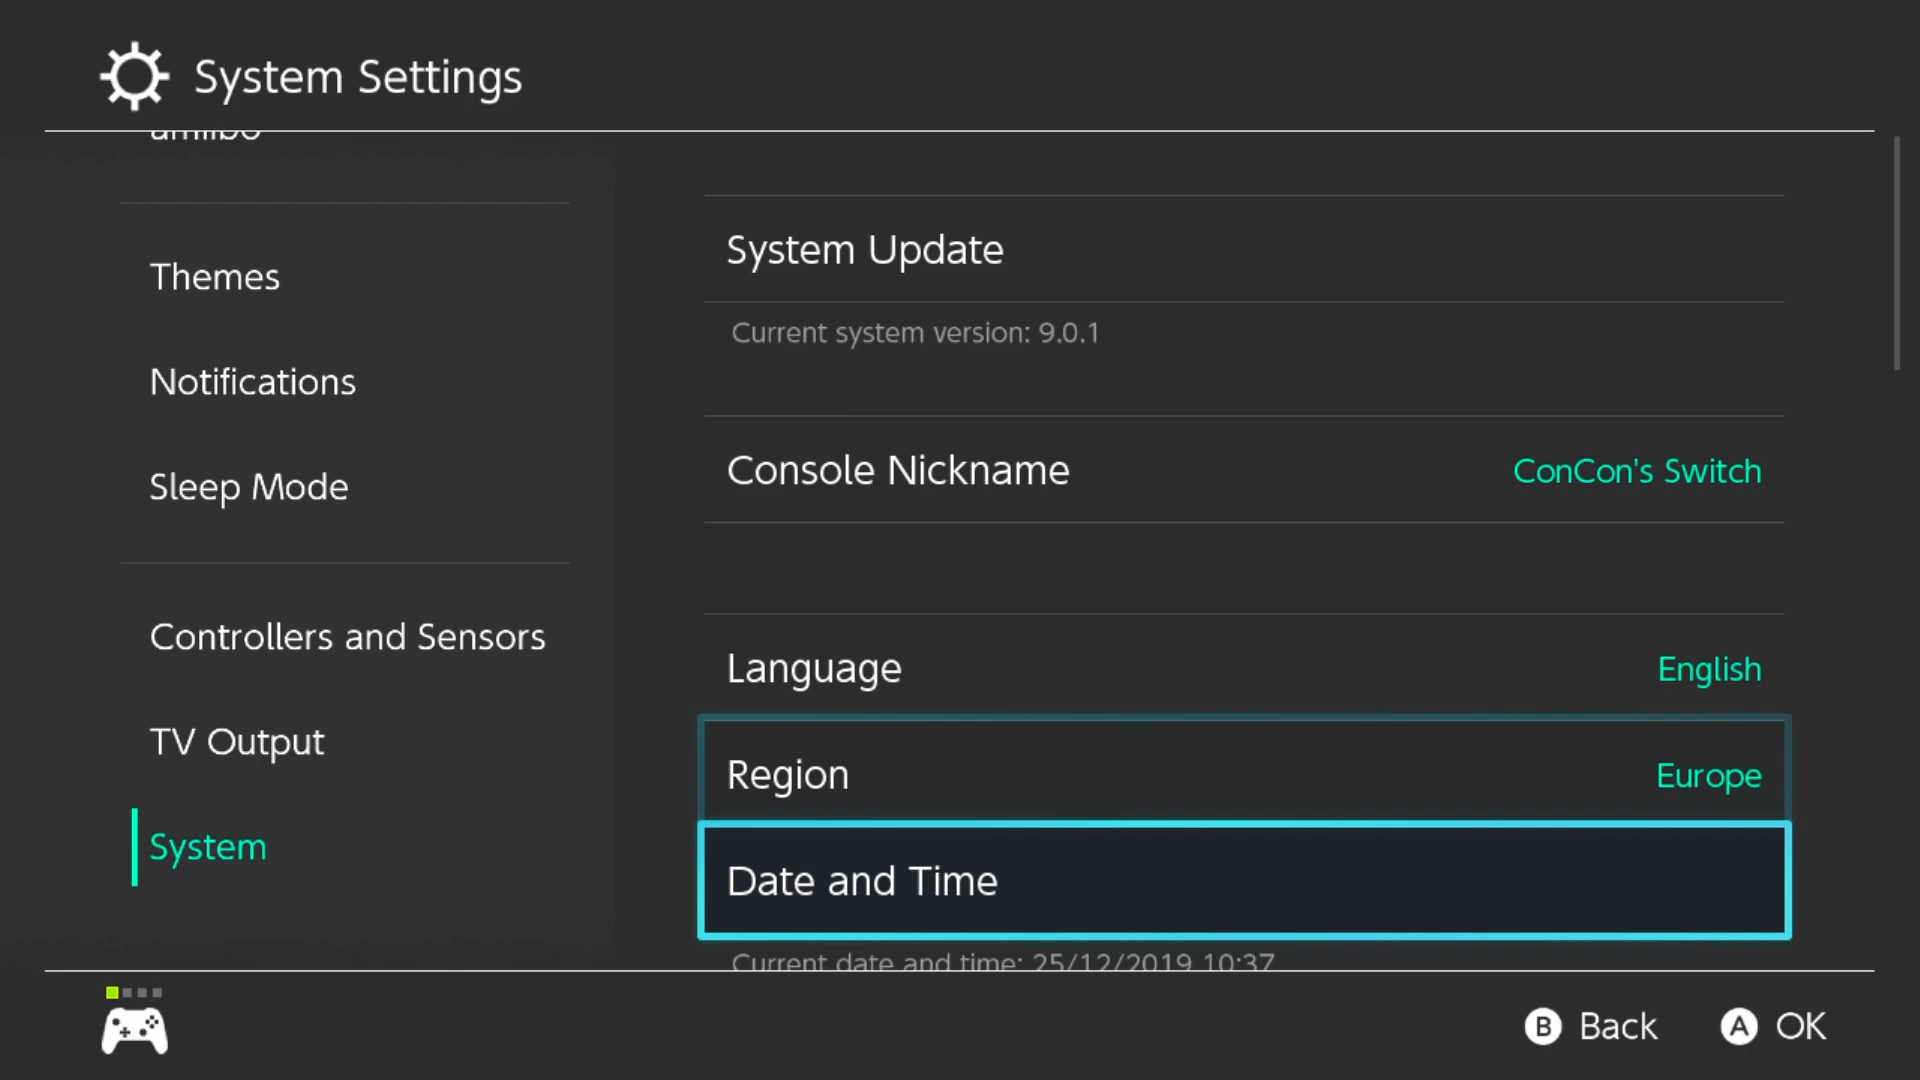 System Settings
amiibo
Themes
Notifications
Sleep Mode
Controllers and Sensors
TV Output
System
System Update
Current system version: 9.0.1
Console Nickname ConCon's Switch
Language English
Region Europe
Date and Time
Current date and time: 25/12/2019 10:37
B Back A OK